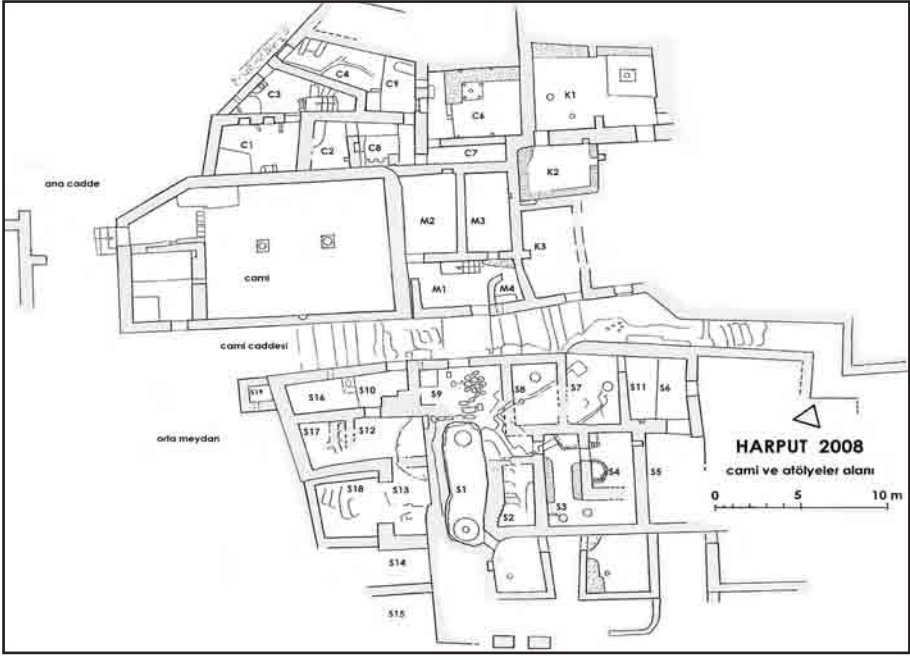 C4
C9
C3
C6
K1
C1
C2
C8
C7
K2
ana cadde
M2
M3
K3
cami
M1
M4
cami caddesi
S19
S16
S10
S9
S8
S7
S11
S6
orta meydan
S17
S12
HARPUT 2008
cami ve atölyeler alanı
S18
S13
S1
S2
S3
S4
S5
0 5 10 m
S14
S15